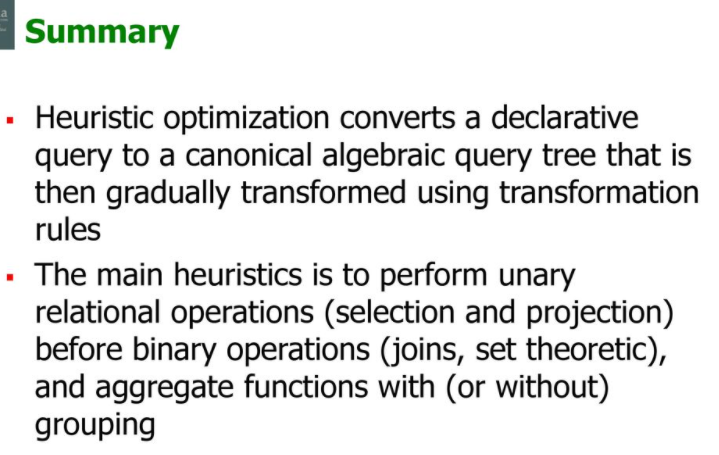 Summary
▪ Heuristic optimization converts a declarative
query to a canonical algebraic query tree that is
then gradually transformed using transformation
rules
▪ The main heuristics is to perform unary
relational operations (selection and projection)
before binary operations (joins, set theoretic),
and aggregate functions with (or without)
grouping